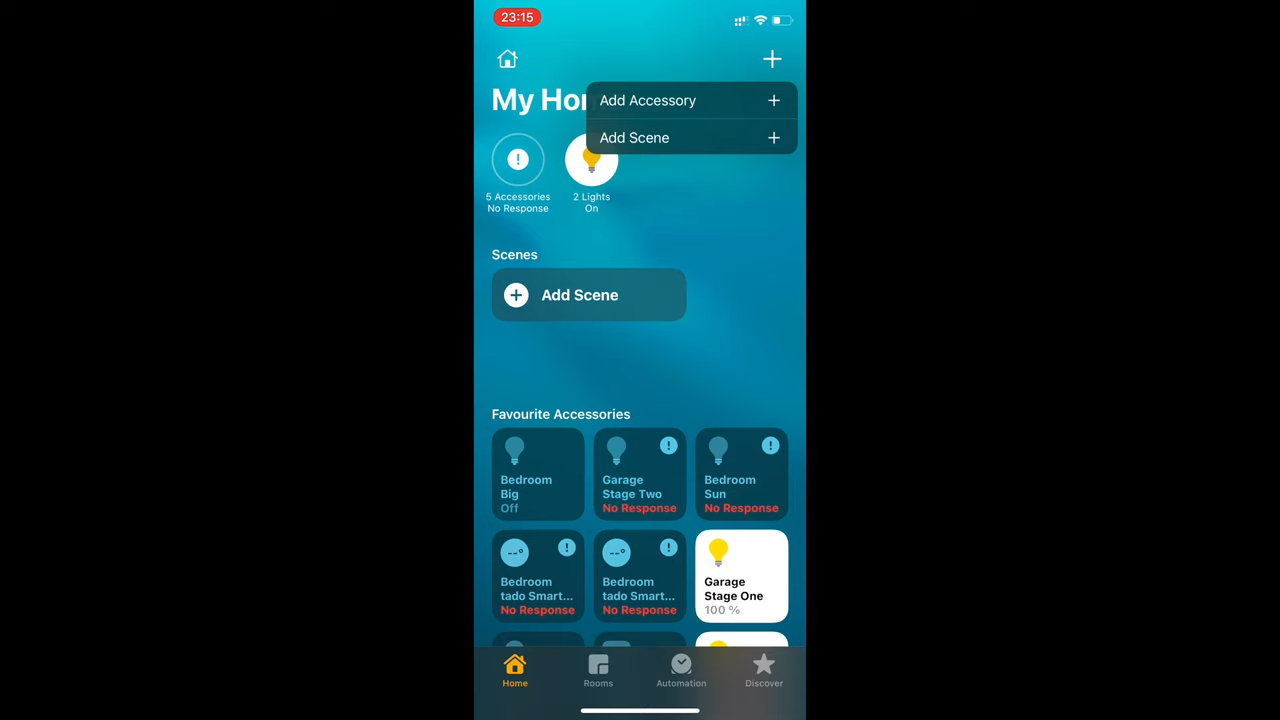 23:15
My Ho
Add Accessory
Add Scene
5 Accessories
No Response
2 Lights
On
Scenes
Add Scene
Favourite Accessories
Bedroom
Big
Off
Garage
Stage Two
No Response
Bedroom
Sun
No Response
--°
Bedroom
tado Smart...
No Response
--°
Bedroom
tado Smart...
No Response
Garage
Stage One
100 %
Home
Rooms
Automation
Discover